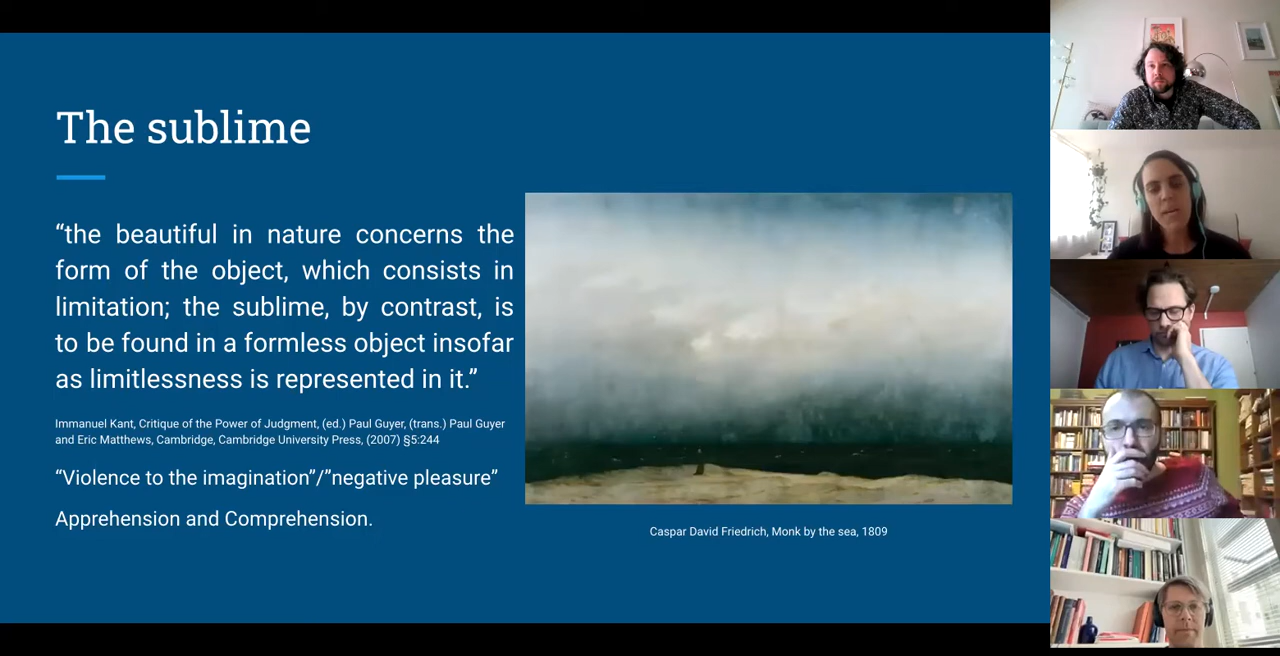 The sublime
“the beautiful in nature concerns the
form of the object, which consists in
limitation; the sublime, by contrast, is
to be found in a formless object insofar
as limitlessness is represented in it.”
Immanuel Kant, Critique of the Power of Judgment, (ed.) Paul Guyer, (trans.) Paul Guyer
and Eric Matthews, Cambridge, Cambridge University Press, (2007) §5:244
“Violence to the imagination”/”negative pleasure”
Apprehension and Comprehension.
Caspar David Friedrich, Monk by the sea, 1809